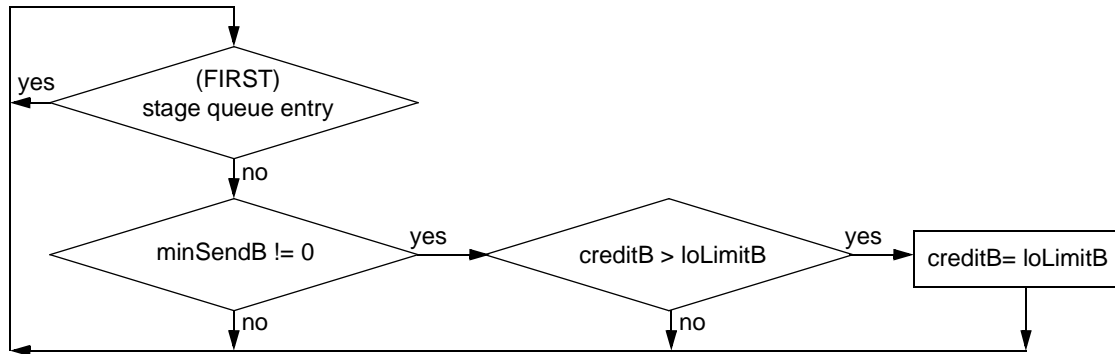 (FIRST)
yes
stage queue entry
no
minSendB != 0
yes
creditB > loLimitB
yes
creditB= loLimitB
no
no